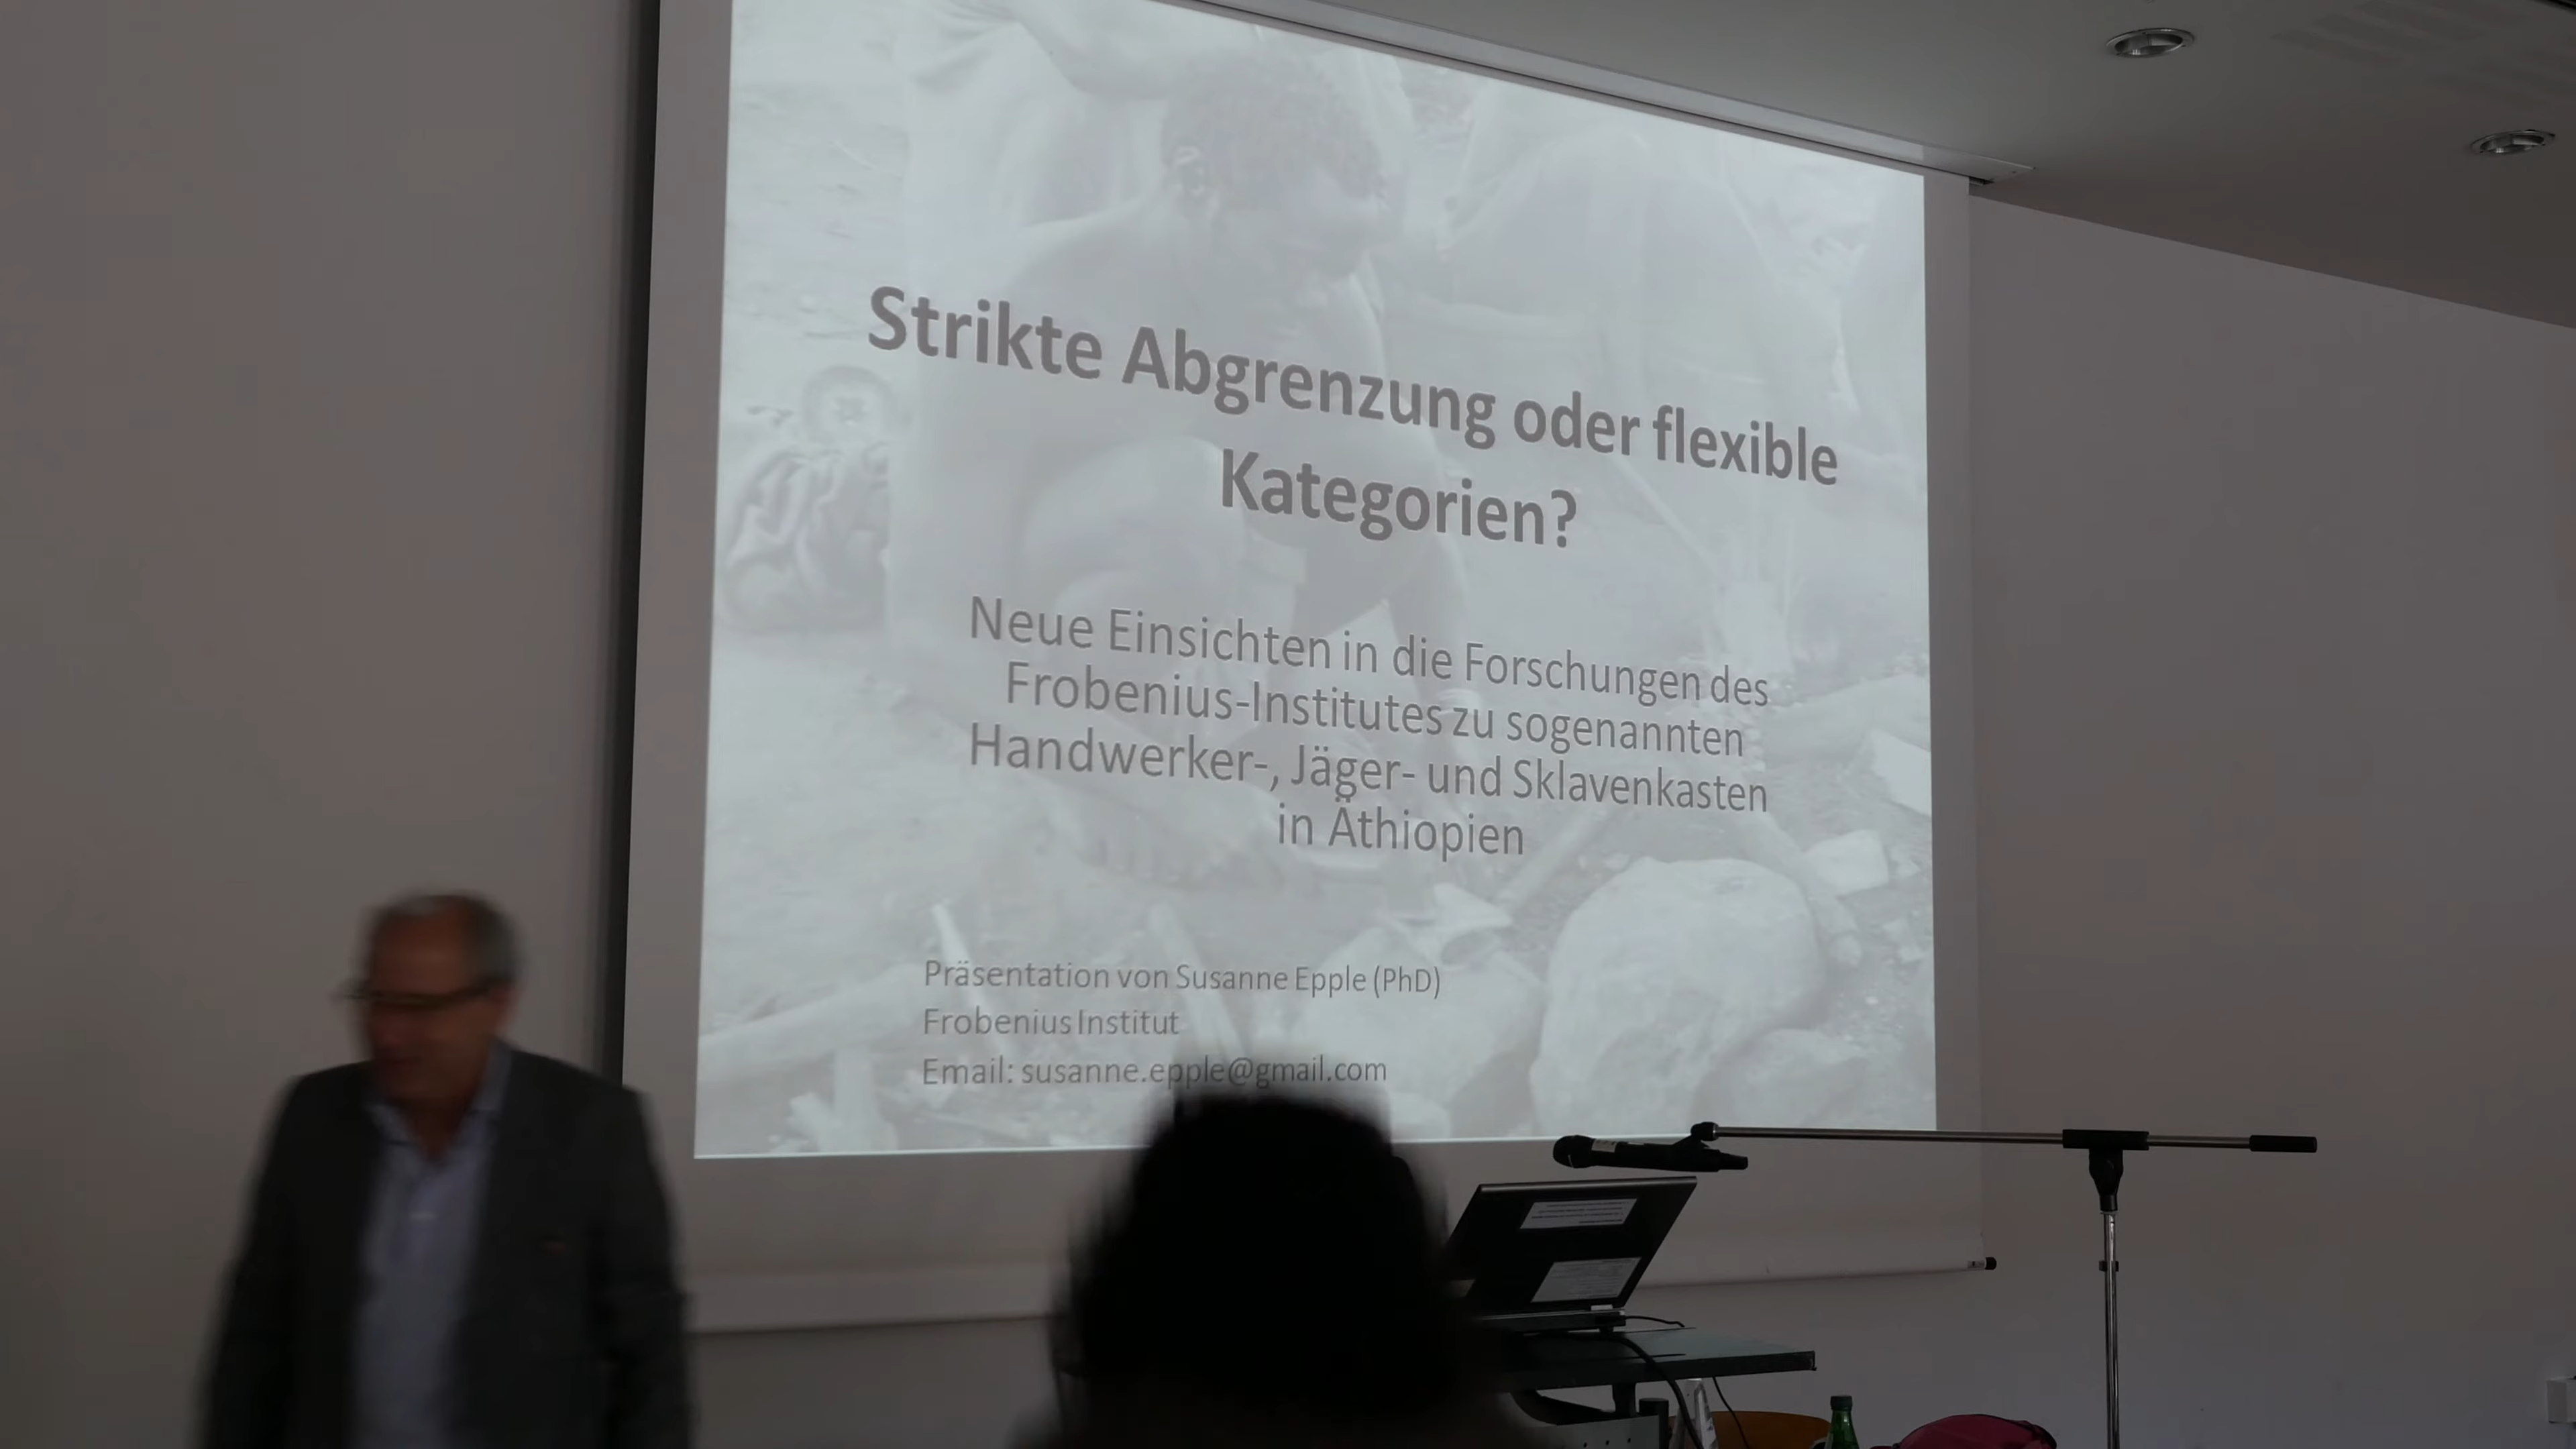 Strikte Abgrenzung oder flexible
Kategorien?
Neue Einsichten in die Forschungen des
Frobenius-Institutes zu sogenannten
Handwerker-, Jäger- und Sklavenkasten
in Äthiopien
Präsentation von Susanne Epple (PhD)
Frobenius Institut
Email: susanne.epple@gmail.com